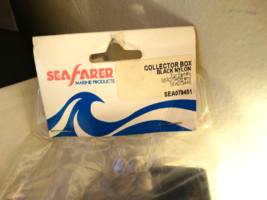 SEAFARER
MARINE PRODUCTS
COLLECTOR BOX
BLACK NYLON
SEA079451